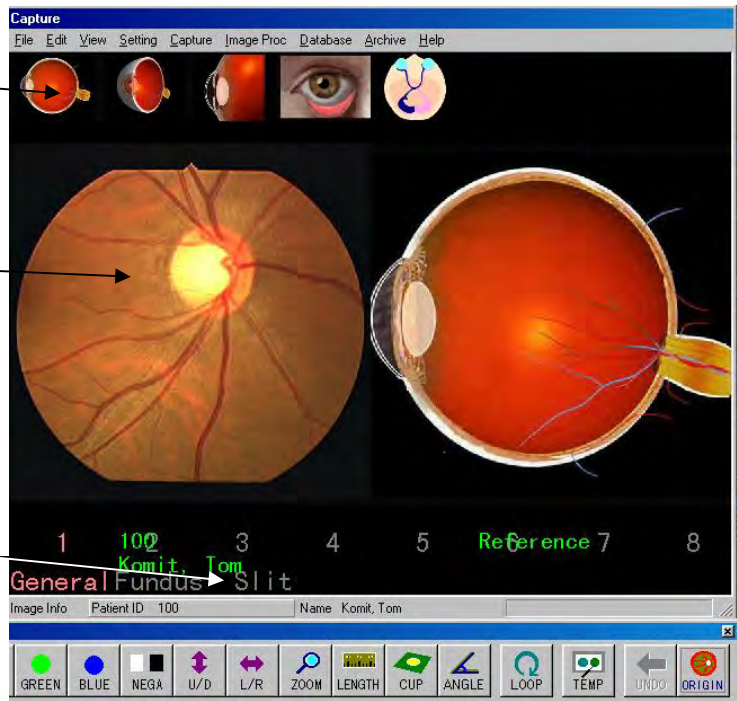 Capture
File Edit View Setting Capture Image Proc Database Archive Help
1 2 3 4 5 6 7 8
100 Reference
Komit, Tom
General Fundus Slit
Image Info Patient ID 100 Name Komit, Tom
GREEN BLUE NEGA U/D L/R ZOOM LENGTH CUP ANGLE LOOP TEMP UNDO ORIGIN